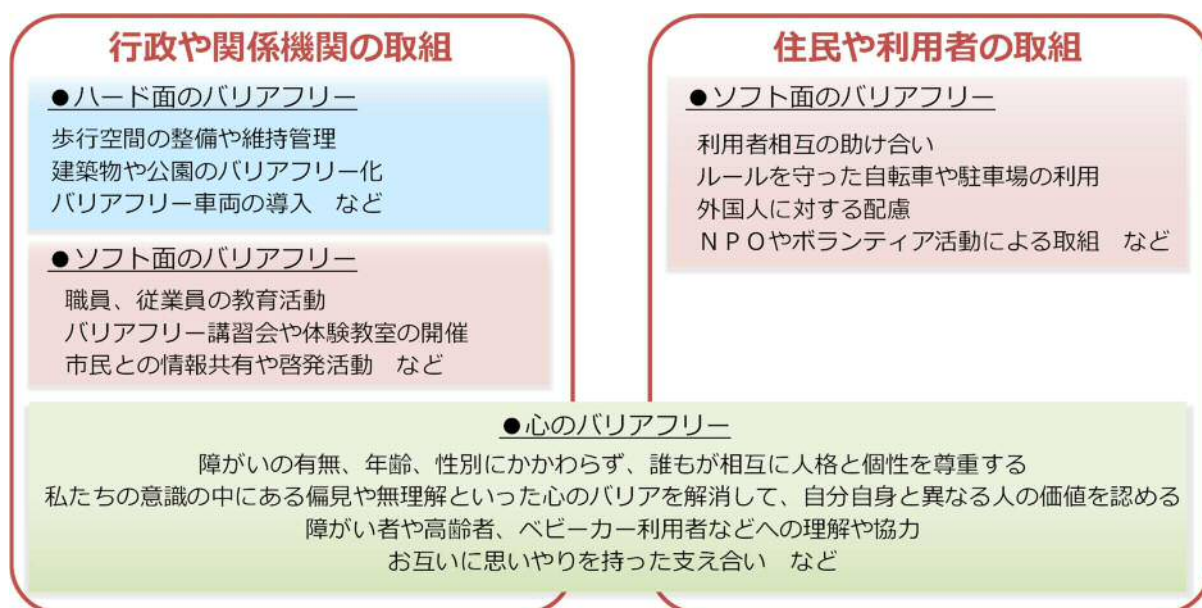 行政や関係機関の取組
●ハード面のバリアフリー
歩行空間の整備や維持管理
建築物や公園のバリアフリー化
バリアフリー車両の導入　など
●ソフト面のバリアフリー
職員、従業員の教育活動
バリアフリー講習会や体験教室の開催
市民との情報共有や啓発活動　など
住民や利用者の取組
●ソフト面のバリアフリー
利用者相互の助け合い
ルールを守った自転車や駐車場の利用
外国人に対する配慮
ＮＰＯやボランティア活動による取組　など
●心のバリアフリー
障がいの有無、年齢、性別にかかわらず、誰もが相互に人格と個性を尊重する
私たちの意識の中にある偏見や無理解といった心のバリアを解消して、自分自身と異なる人の価値を認める
障がい者や高齢者、ベビーカー利用者などへの理解や協力
お互いに思いやりを持った支え合い　など